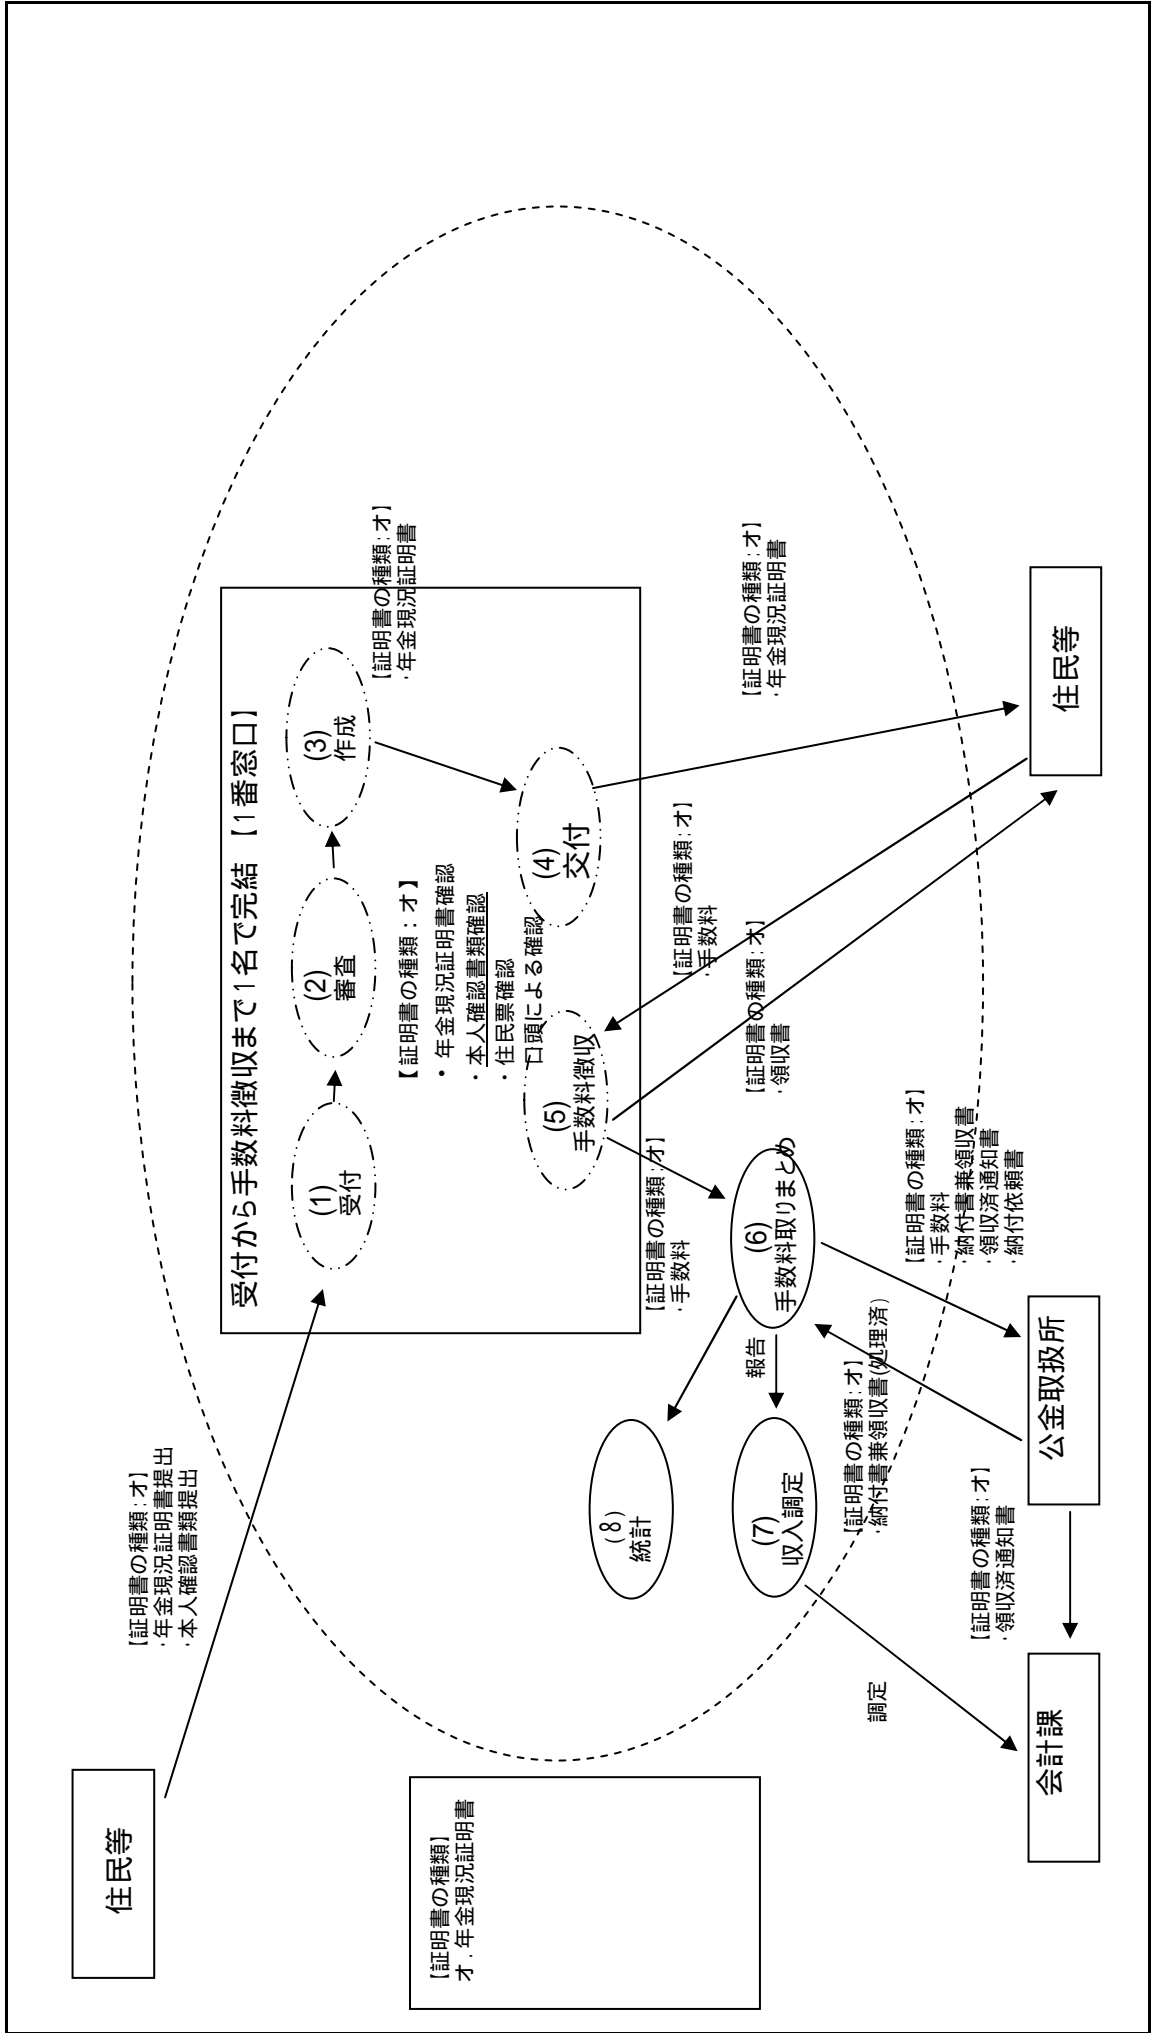 住民等
【証明書の種類:オ】
・年金現況証明書提出
・本人確認書類提出
受付から手数料徴収まで1名で完結 【1番窓口】
(1)
受付
(2)
審査
(3)
作成
【証明書の種類:オ】
・年金現況証明書
【証明書の種類：オ】
・年金現況証明書確認
・本人確認書類確認
・住民票確認
口頭による確認
(4)
交付
(5)
手数料徴収
【証明書の種類:オ】
・年金現況証明書
【証明書の種類:オ】
・手数料
【証明書の種類:オ】
・領収書
住民等
【証明書の種類:オ】
・手数料
(6)
手数料取りまとめ
(8)
統計
報告
(7)
収入調定
【証明書の種類:オ】
・手数料
・納付書兼領収書
・領収済通知書
・納付依頼書
【証明書の種類:オ】
・納付書兼領収書(処理済)
公金取扱所
【証明書の種類:オ】
・領収済通知書
調定
会計課
【証明書の種類】
オ.年金現況証明書